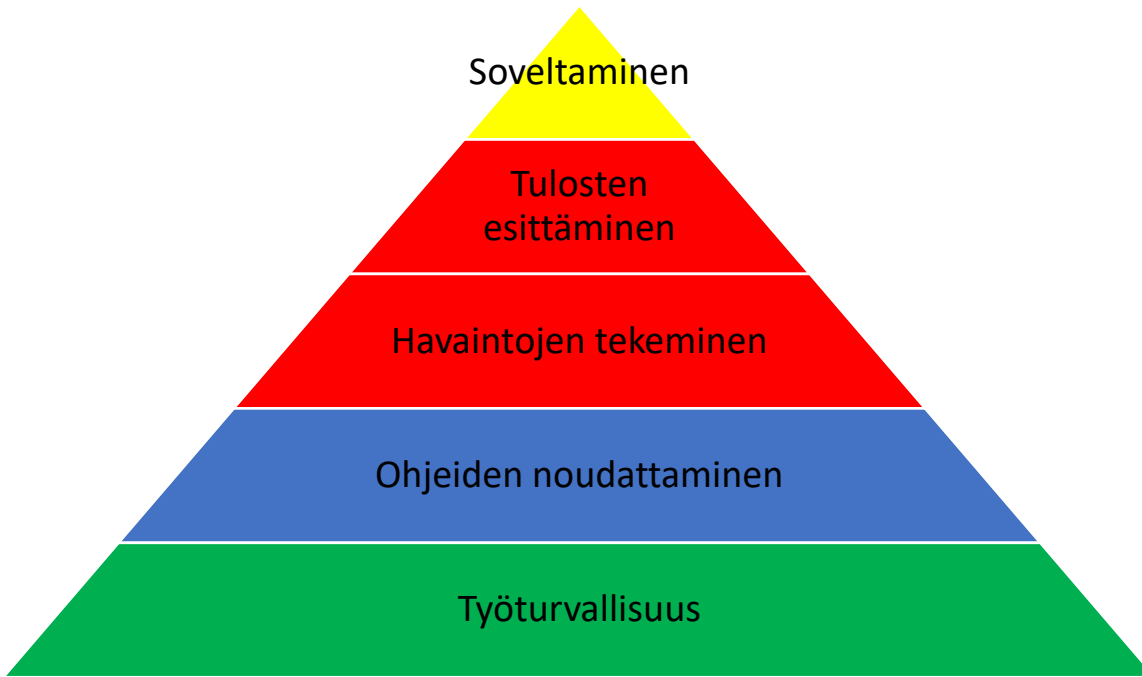 Soveltaminen
Tulosten
esittäminen
Havaintojen tekeminen
Ohjeiden noudattaminen
Työturvallisuus